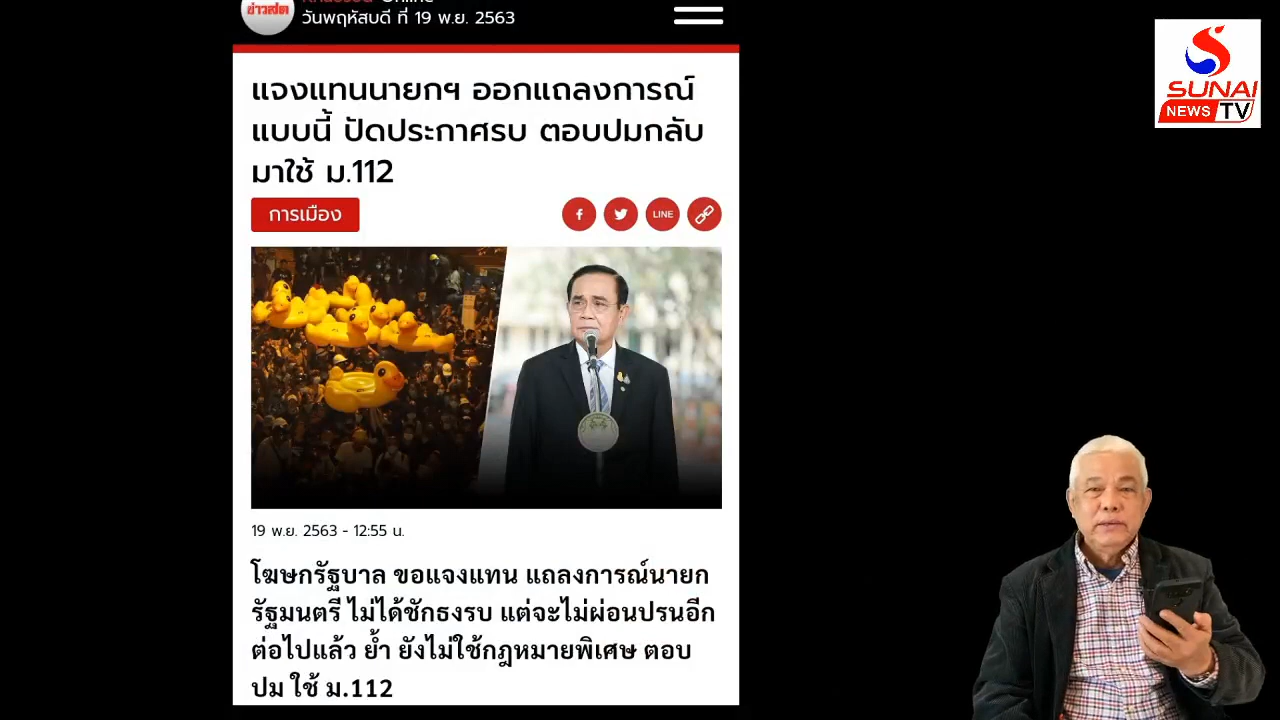 ข่าวสด
Online
วันพฤหัสบดี ที่ 19 พ.ย. 2563
SUNAI
NEWS TV
แจงแทนนายกฯ ออกแถลงการณ์
แบบนี้ ปัดประกาศรบ ตอบปมกลับ
มาใช้ ม.112
การเมือง
LINE
19 พ.ย. 2563 - 12:55 น.
โฆษกรัฐบาล ขอแจงแทน แถลงการณ์นายก
รัฐมนตรี ไม่ได้ชักธงรบ แต่จะไม่ผ่อนปรนอีก
ต่อไปแล้ว ย้ำ ยังไม่ใช้กฎหมายพิเศษ ตอบ
ปม ใช้ ม.112